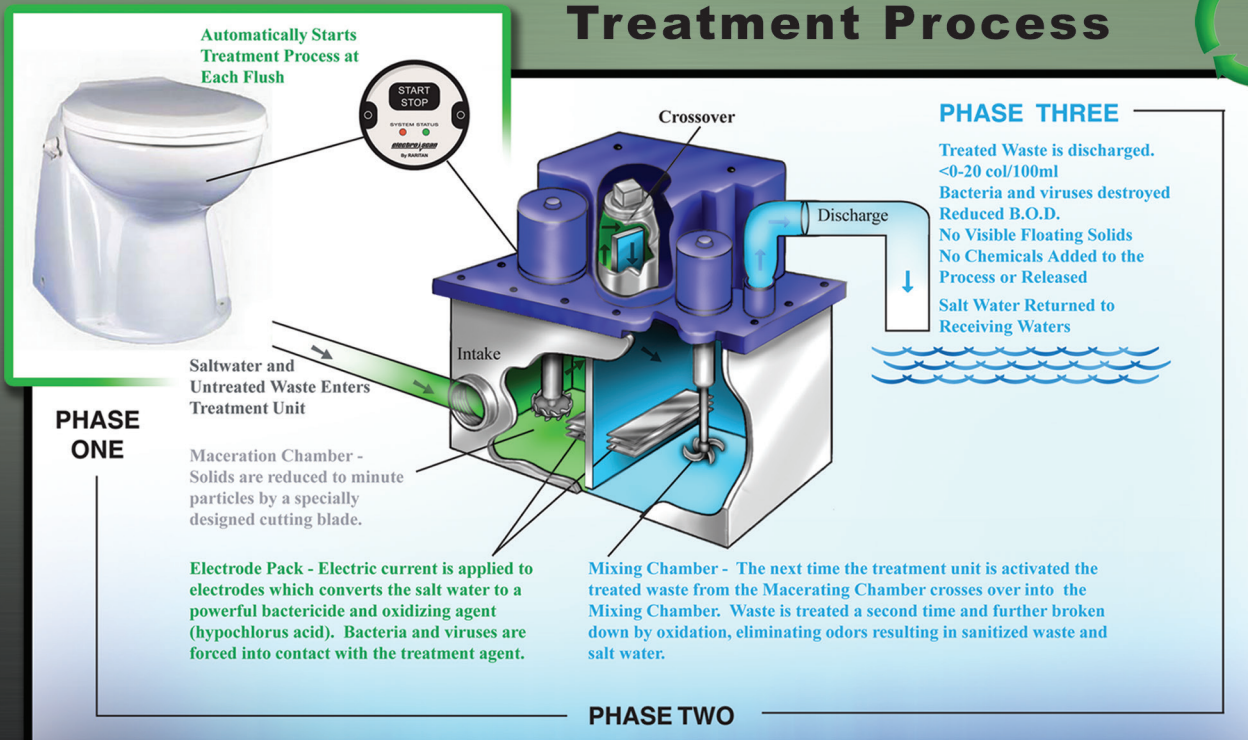 Treatment Process
Automatically Starts
Treatment Process at
Each Flush
START
STOP
SYSTEM STATUS
electro scan
By RARITAN
Crossover
Discharge
Intake
PHASE THREE
Treated Waste is discharged.
<0-20 col/100ml
Bacteria and viruses destroyed
Reduced B.O.D.
No Visible Floating Solids
No Chemicals Added to the
Process or Released
Salt Water Returned to
Receiving Waters
PHASE
ONE
Saltwater and
Untreated Waste Enters
Treatment Unit
Maceration Chamber -
Solids are reduced to minute
particles by a specially
designed cutting blade.
Electrode Pack - Electric current is applied to
electrodes which converts the salt water to a
powerful bactericide and oxidizing agent
(hypochlorus acid). Bacteria and viruses are
forced into contact with the treatment agent.
Mixing Chamber - The next time the treatment unit is activated the
treated waste from the Macerating Chamber crosses over into the
Mixing Chamber. Waste is treated a second time and further broken
down by oxidation, eliminating odors resulting in sanitized waste and
salt water.
PHASE TWO